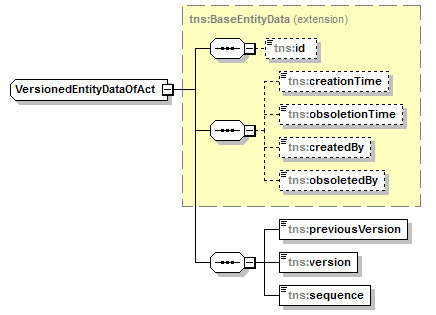 tns:BaseEntityData (extension)
tns:id
tns:creationTime
VersionedEntityDataOfAct
tns:obsoletionTime
tns:createdBy
tns:obsoletedBy
tns:previousVersion
tns:version
tns:sequence